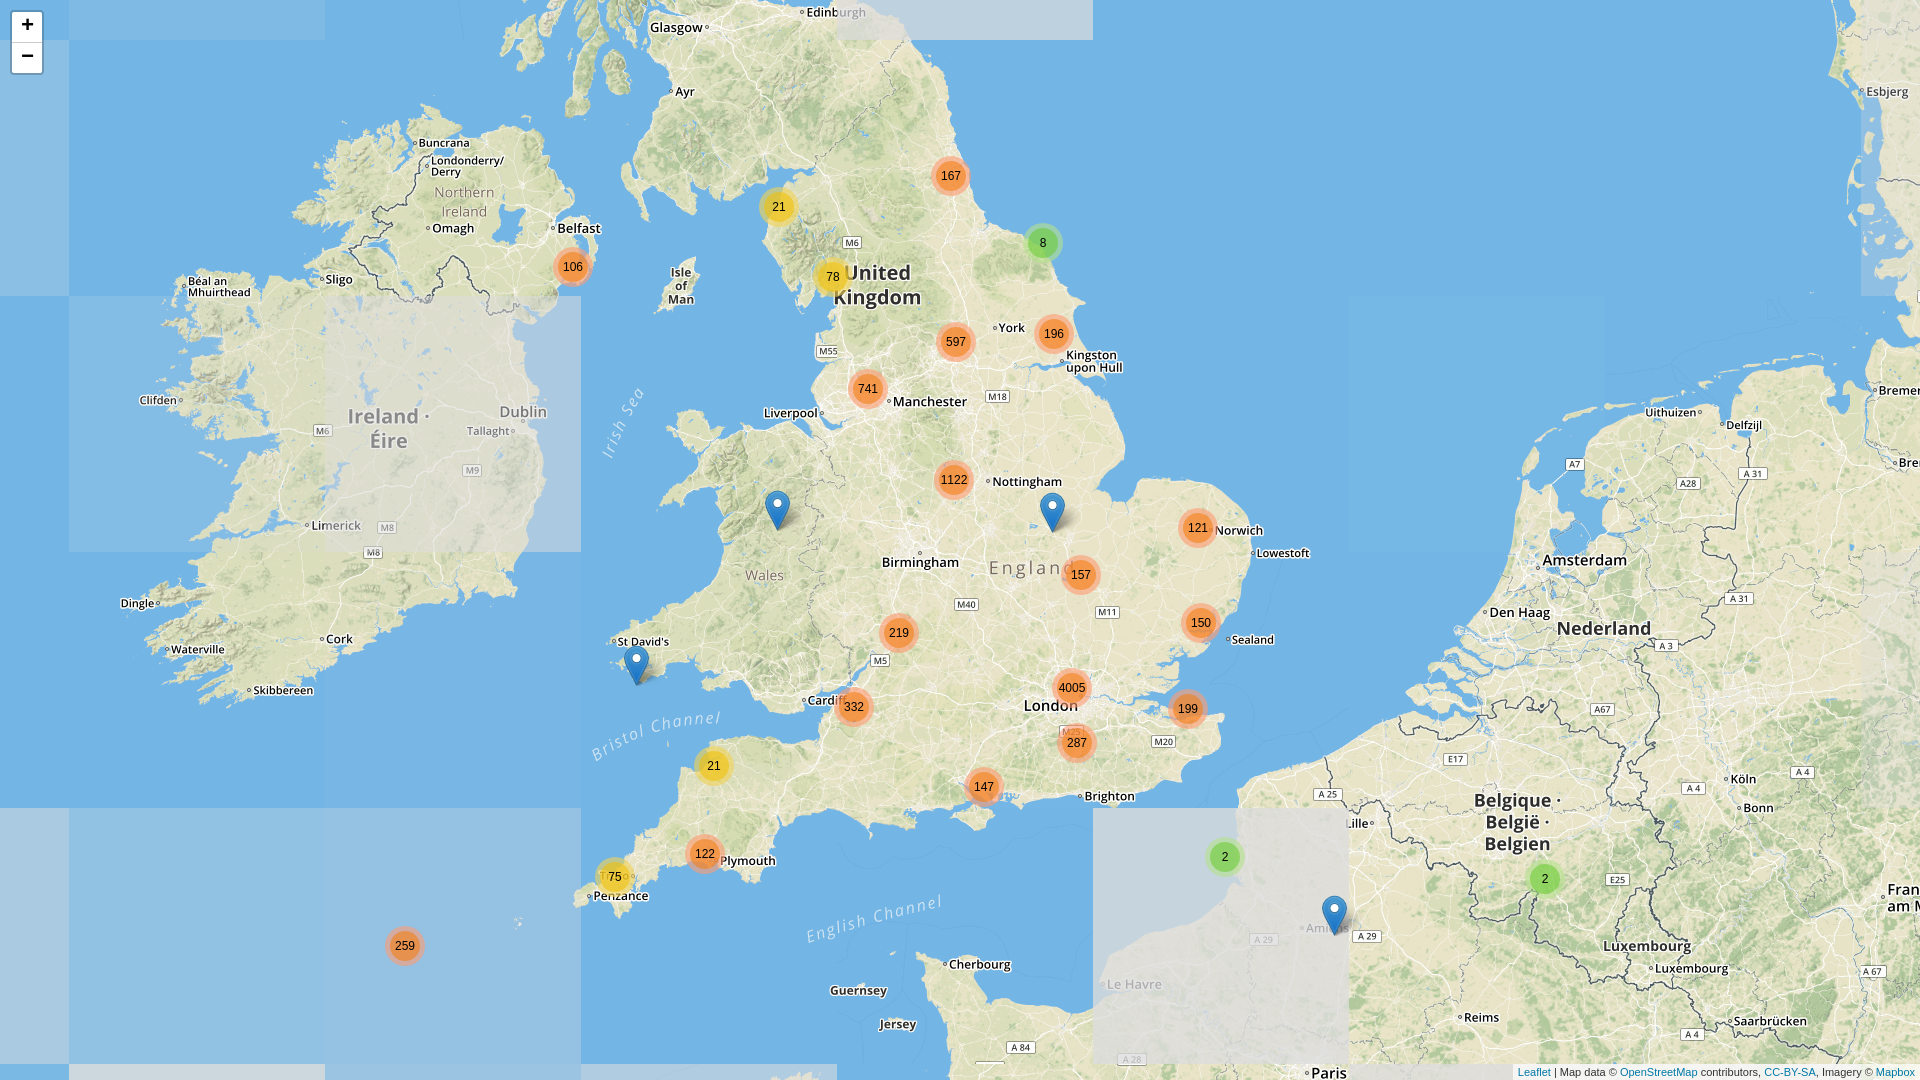 +
−
Glasgow
Edinburgh
Ayr
Esbjerg
Buncrana
Londonderry/
Derry
Northern
Ireland
Omagh
Belfast
106
167
21
8
M6
78
United
Kingdom
Isle
of
Man
Sligo
Béal an
Mhuirthead
York
196
597
Kingston
upon Hull
M55
741
Manchester
M18
Liverpool
Irish Sea
Clifden
Ireland ·
Éire
Dublin
Tallaght
M6
M9
Limerick
M8
M8
1122
Nottingham
121
Norwich
Lowestoft
Birmingham
England
157
Wales
M40
M11
150
Sealand
219
M5
St David's
Dingle
Cork
Waterville
Skibbereen
4005
London
199
Cardiff
332
M25
287
M20
Bristol Channel
21
147
Brighton
122
Plymouth
75
Penzance
259
English Channel
Cherbourg
Guernsey
Jersey
A 84
Le Havre
A 29
Amiens
A 29
A 28
Paris
2
2
Uithuizen
Delfzijl
A7
A28
A 31
Amsterdam
A 31
Den Haag
Nederland
A 3
A67
E17
A 25
Lille
Belgique ·
België ·
Belgien
E25
Köln
Bonn
A 4
A 4
Luxembourg
Luxembourg
A 67
Reims
Saarbrücken
A 4
Leaflet | Map data © OpenStreetMap contributors, CC-BY-SA, Imagery © Mapbox